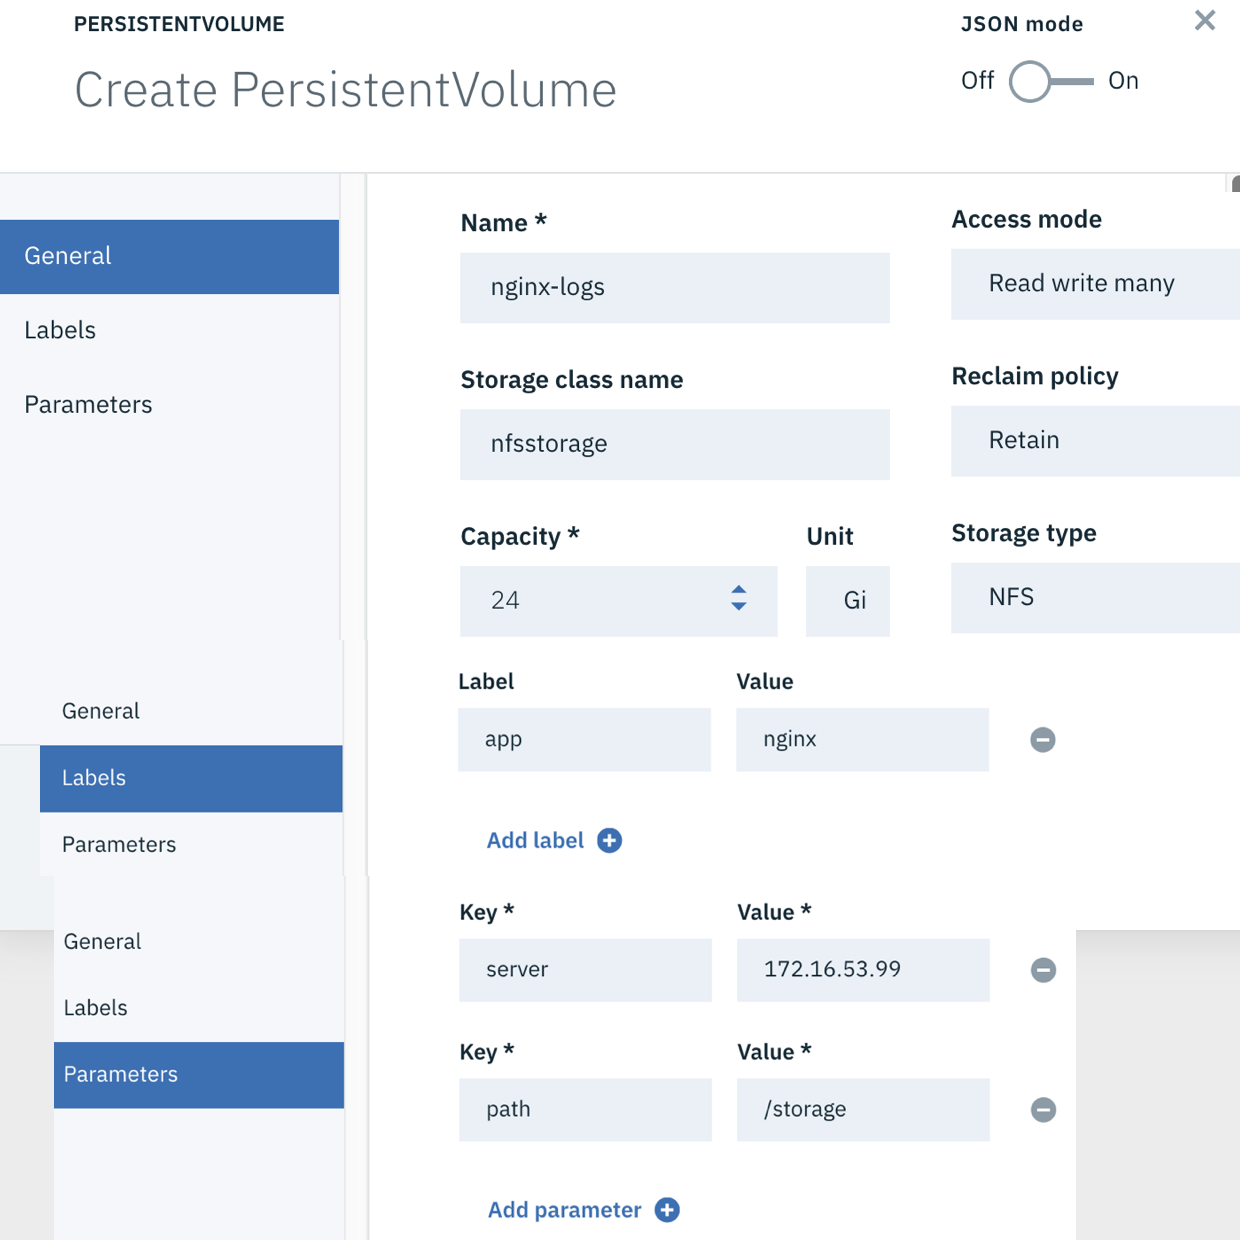 PERSISTENTVOLUME
JSON mode
Create PersistentVolume
Off
On
General
Labels
Parameters
Name *
Access mode
nginx-logs
Read write many
Storage class name
Reclaim policy
nfsstorage
Retain
Capacity *
Unit
Storage type
24
Gi
NFS
General
Labels
Parameters
Label
Value
app
nginx
Add label
General
Labels
Parameters
Key *
Value *
server
172.16.53.99
Key *
Value *
path
/storage
Add parameter